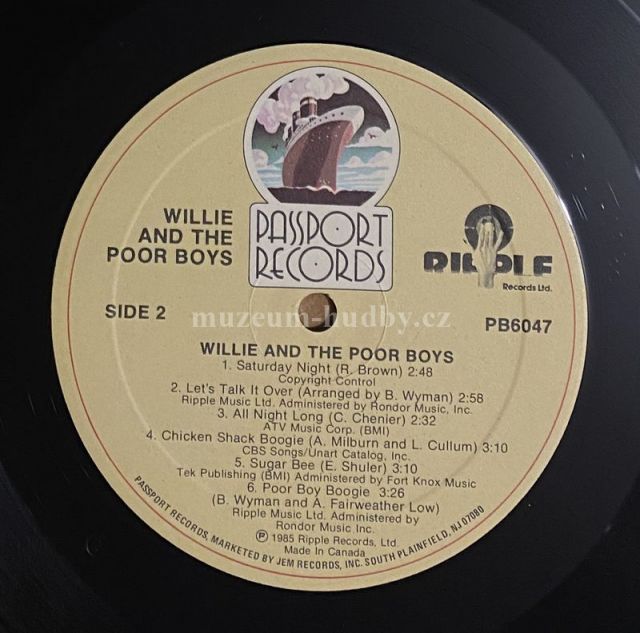 PASSPORT
RECORDS
WILLIE
AND THE
POOR BOYS
RIPPLE
Records Ltd.
SIDE 2
PB6047
muzeum-hudby.cz
WILLIE AND THE POOR BOYS
1. Saturday Night (R. Brown) 2:48
Copyright Control
2. Let's Talk It Over (Arranged by B. Wyman) 2:58
Ripple Music Ltd. Administered by Rondor Music, Inc.
3. All Night Long (C. Chenier) 2:32
ATV Music Corp. (BMI)
4. Chicken Shack Boogie (A. Milburn and L. Cullum) 3:10
CBS Songs/Unart Catalog, Inc.
5. Sugar Bee (E. Shuler) 3:10
Tek Publishing (BMI) Administered by Fort Knox Music
6. Poor Boy Boogie 3:26
(B. Wyman and A. Fairweather Low)
Ripple Music Ltd. Administered by
Rondor Music, Inc.
℗ 1985 Ripple Records, Ltd.
Made In Canada
PASSPORT RECORDS, MARKETED BY JEM RECORDS, INC. SOUTH PLAINFIELD, NJ 07080